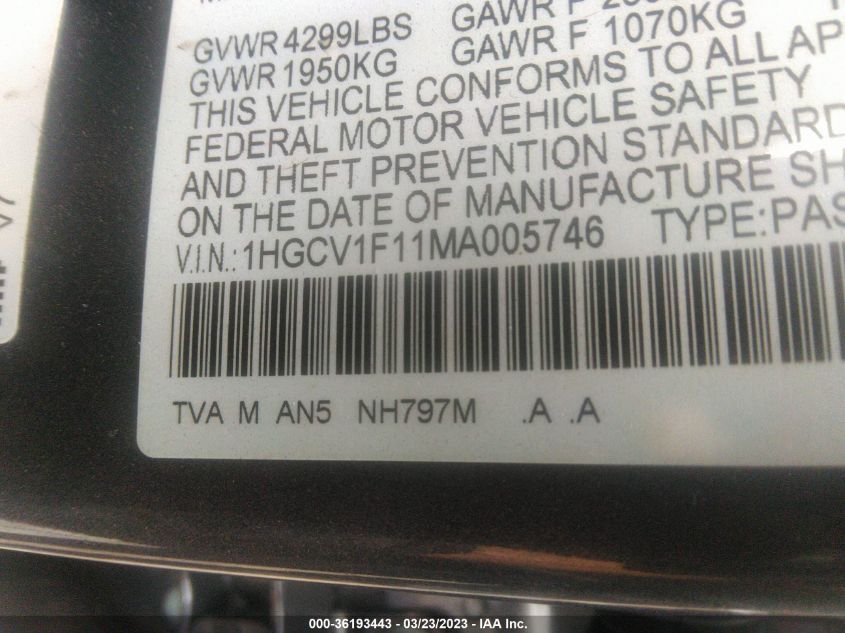 GVWR 4299LBS GAWR F
GVWR 1950KG GAWR F 1070KG
THIS VEHICLE CONFORMS TO ALL AP
FEDERAL MOTOR VEHICLE SAFETY
AND THEFT PREVENTION STANDARD
ON THE DATE OF MANUFACTURE SH
V.I.N.: 1HGCV1F11MA005746 TYPE:PAS
TVA M AN5 NH797M .A .A
000-36193443 - 03/23/2023 - IAA Inc.